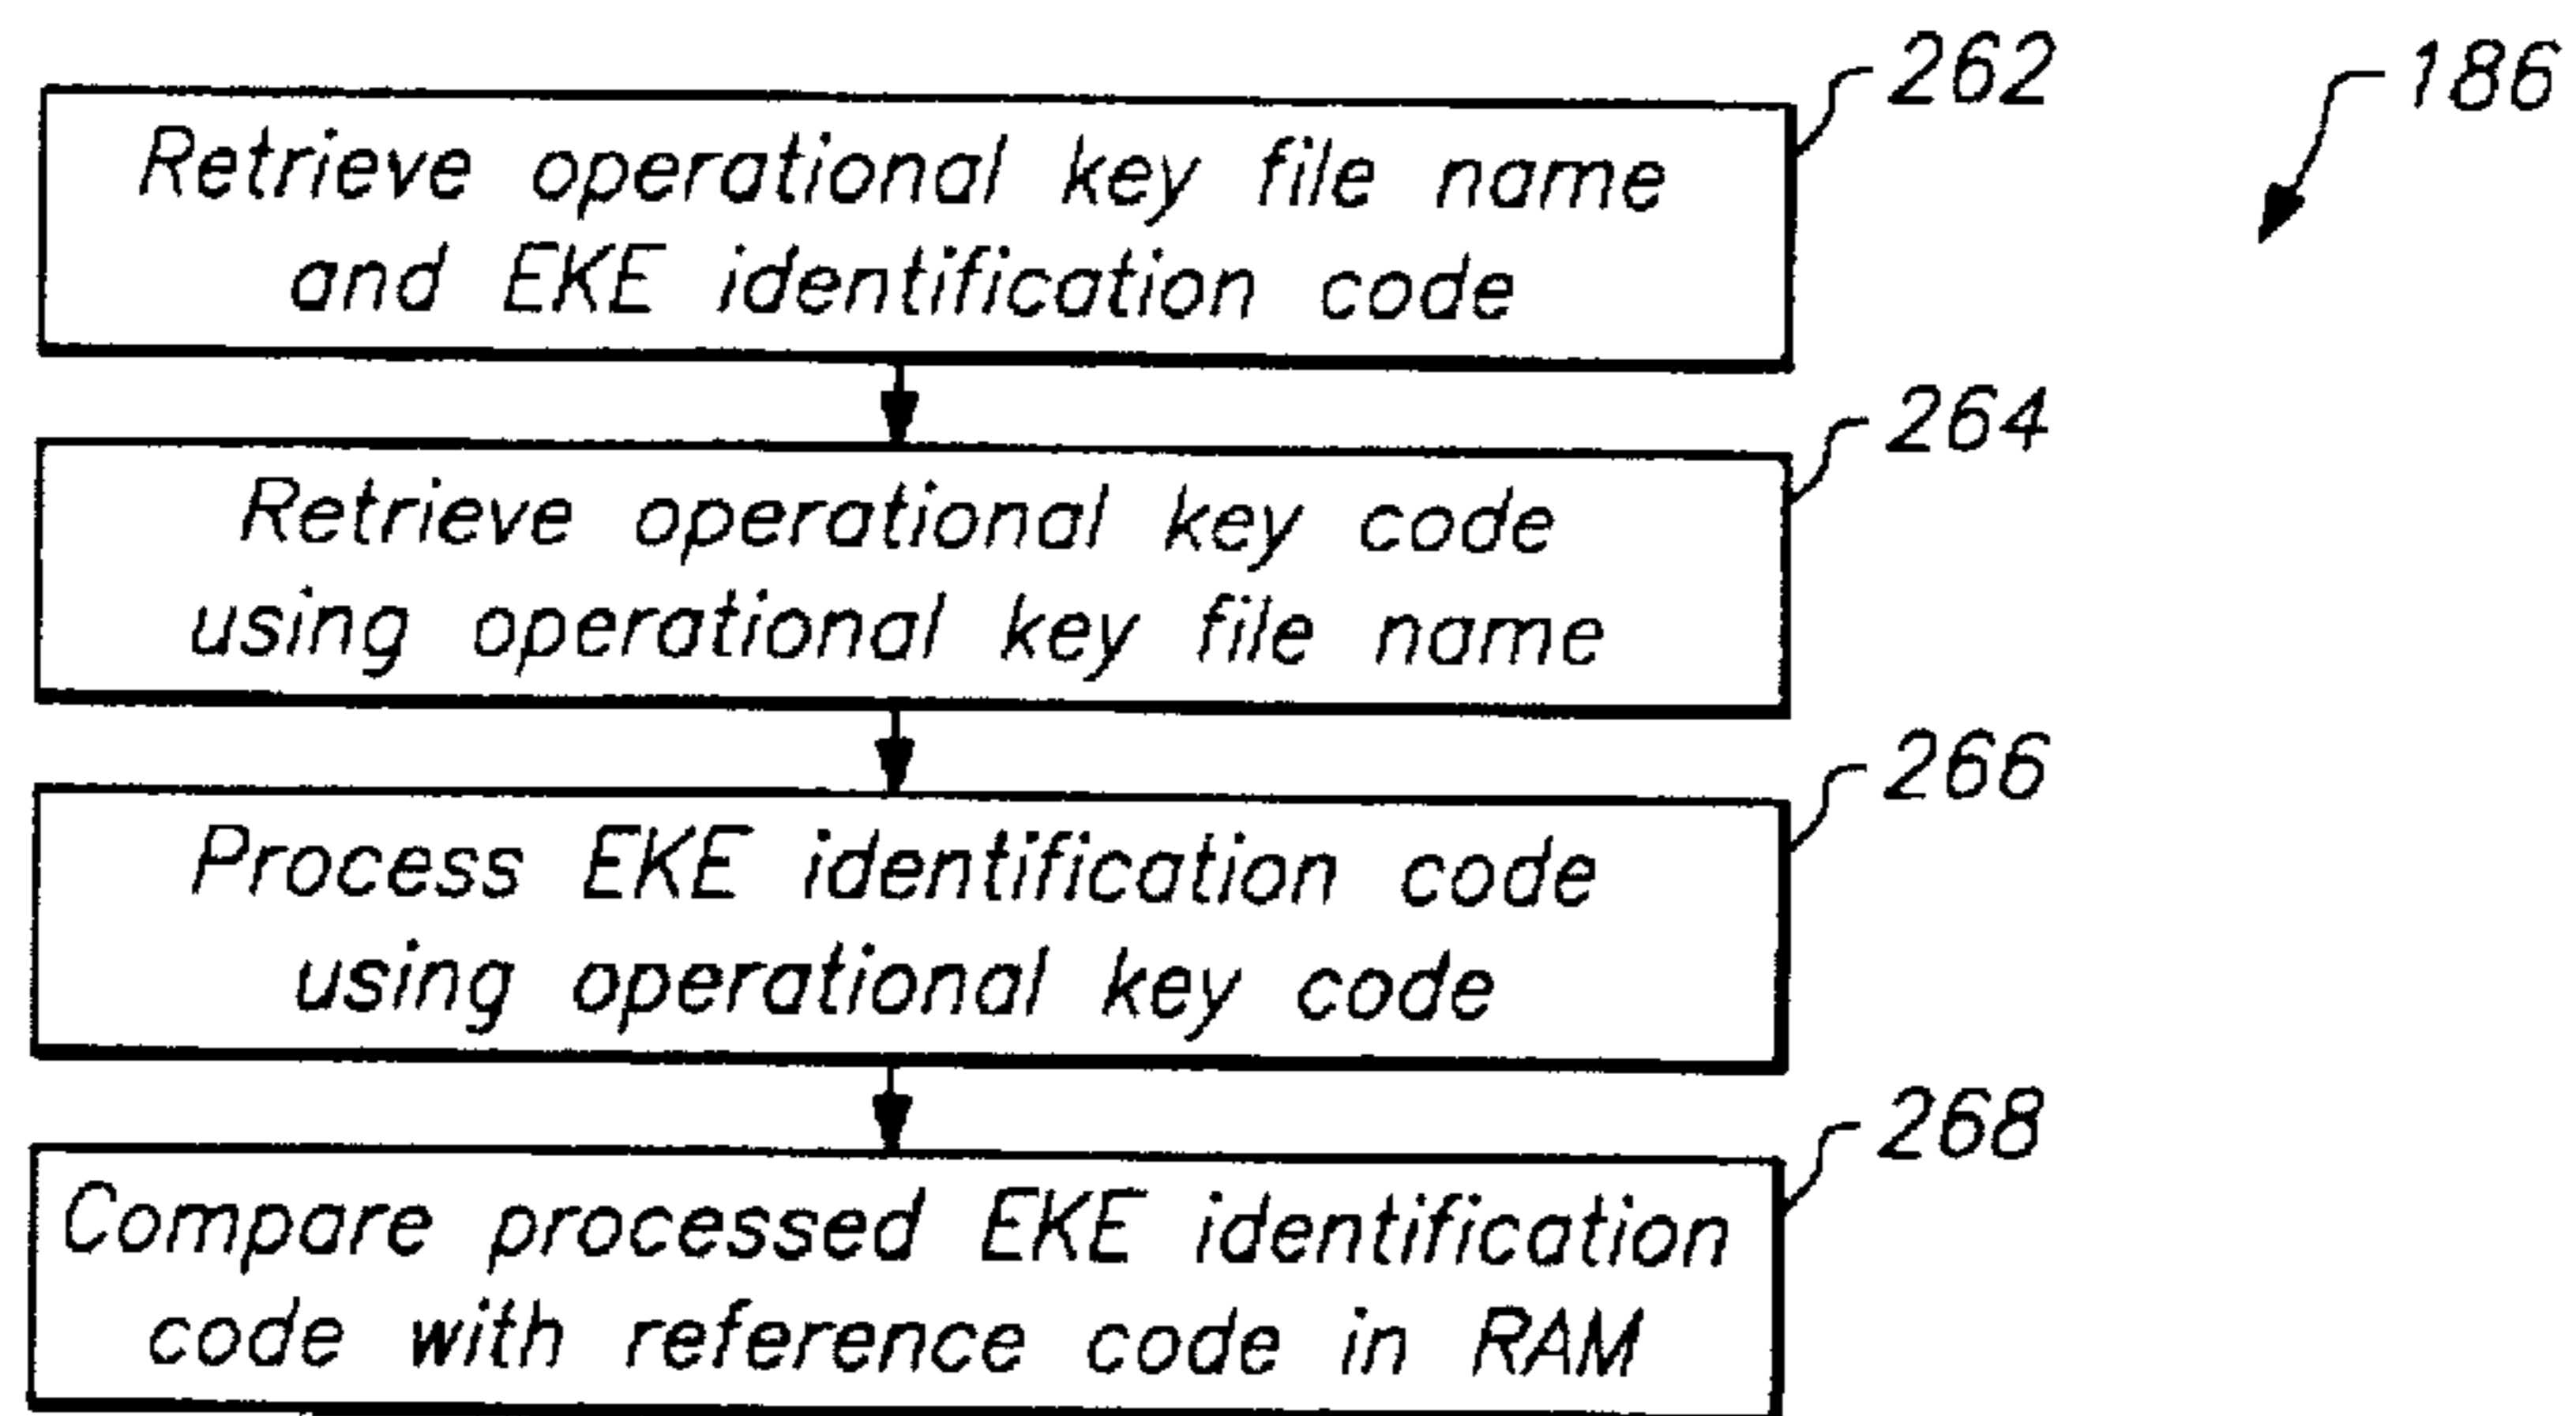 262
186
Retrieve operational key file name
and EKE identification code
264
Retrieve operational key code
using operational key file name
266
Process EKE identification code
using operational key code
268
Compare processed EKE identification
code with reference code in RAM